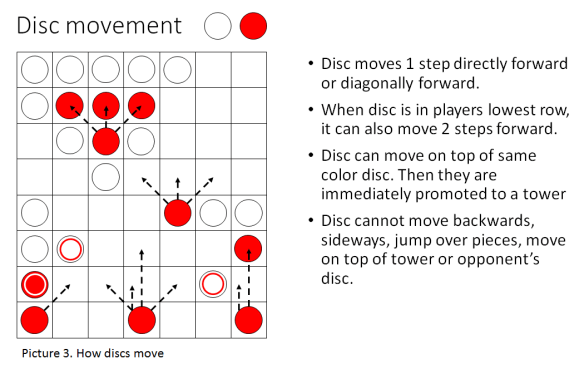 Disc movement
• Disc moves 1 step directly forward
or diagonally forward.
• When disc is in players lowest row,
it can also move 2 steps forward.
• Disc can move on top of same
color disc. Then they are
immediately promoted to a tower
• Disc cannot move backwards,
sideways, jump over pieces, move
on top of tower or opponent’s
disc.
Picture 3. How discs move